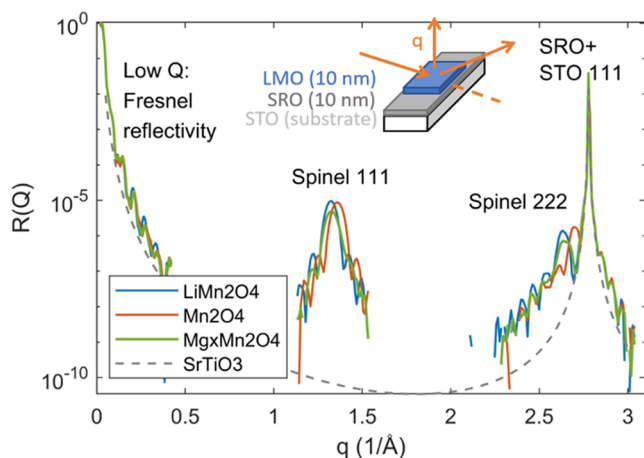 10^0
10^-5
10^-10
R(Q)
Low Q:
Fresnel
reflectivity
q
LMO (10 nm)
SRO (10 nm)
STO (substrate)
SRO+
STO 111
Spinel 111
Spinel 222
LiMn2O4
Mn2O4
MgxMn2O4
SrTiO3
0 0.5 1 1.5 2 2.5 3
q (1/Å)